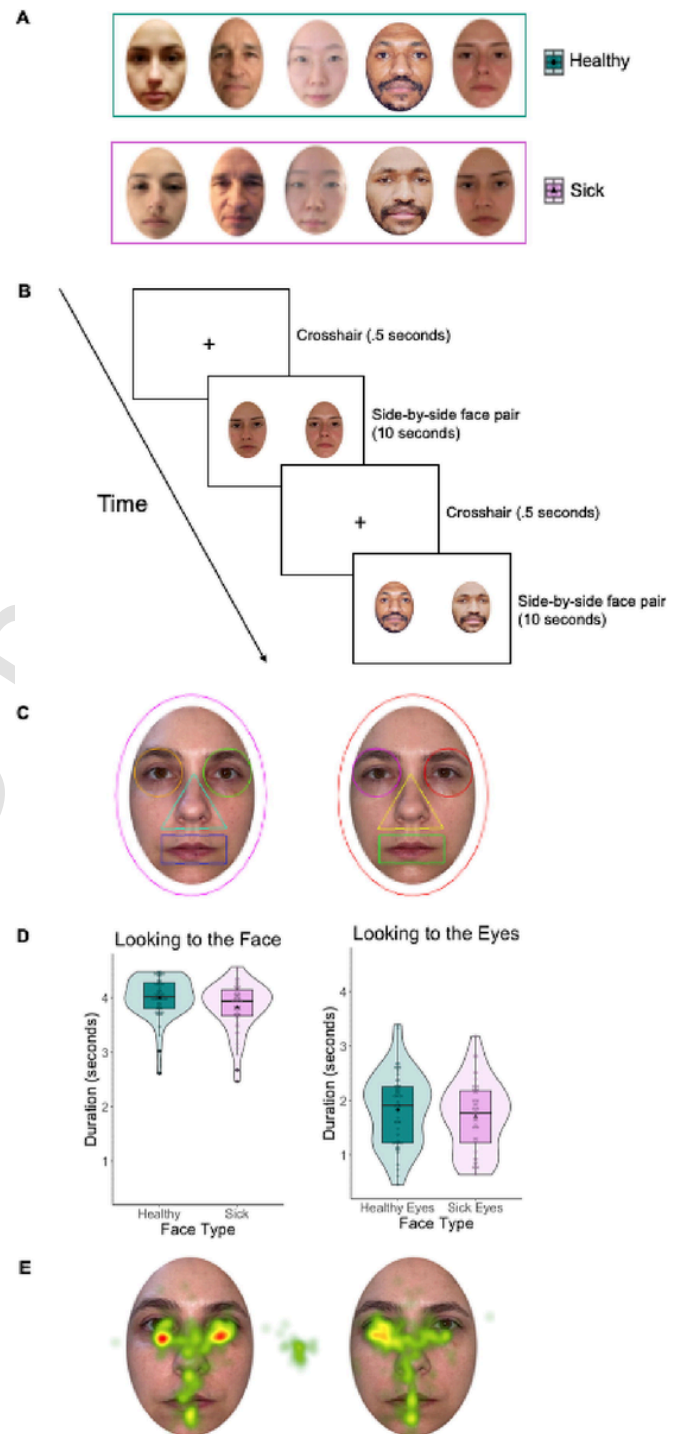 A
Healthy
Sick
B
Crosshair (.5 seconds)
Side-by-side face pair
(10 seconds)
Time
Crosshair (.5 seconds)
Side-by-side face pair
(10 seconds)
C
D
Looking to the Face
Looking to the Eyes
Duration (seconds)
4
3
2
1
Healthy
Sick
Face Type
Duration (seconds)
4
3
2
1
Healthy Eyes
Sick Eyes
Face Type
E